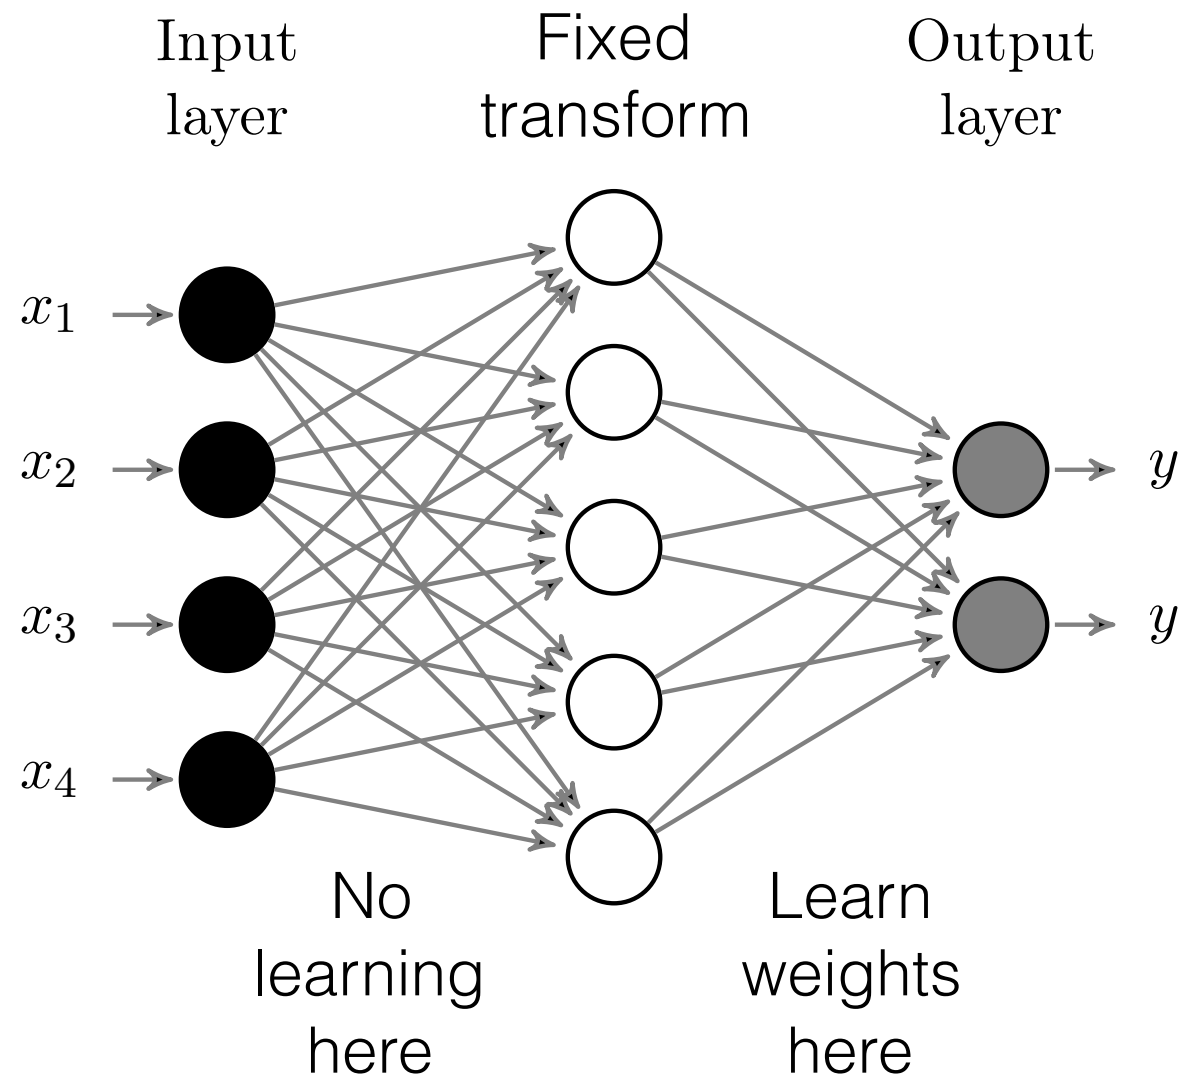 Input
layer
Fixed
transform
Output
layer
x1
x2
x3
x4
y
y
No
learning
here
Learn
weights
here